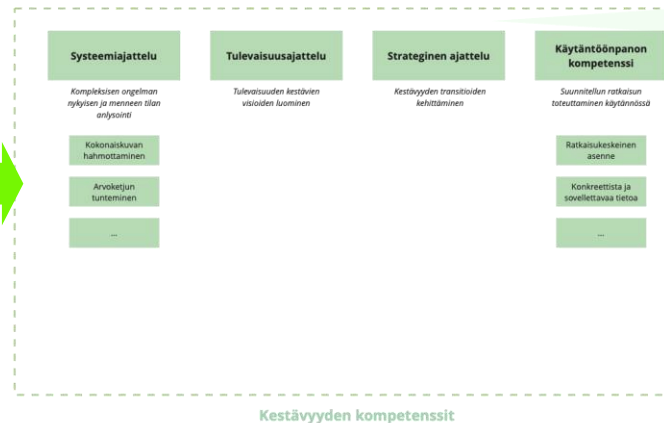 Systeemiajattelu
Kompleksisen ongelman
nykyisen ja menneen tilan
anlysointi
Kokonaiskuvan
hahmottaminen
Arvoketjun
tunteminen
...
Tulevaisuusajattelu
Tulevaisuuden kestävien
visioiden luominen
Strateginen ajattelu
Kestävyyden transitioiden
kehittäminen
Käytäntöönpanon
kompetenssi
Suunnitellun ratkaisun
toteuttaminen käytännössä
Ratkaisukeskeinen
asenne
Konkreettista ja
sovellettavaa tietoa
...
Kestävyyden kompetenssit